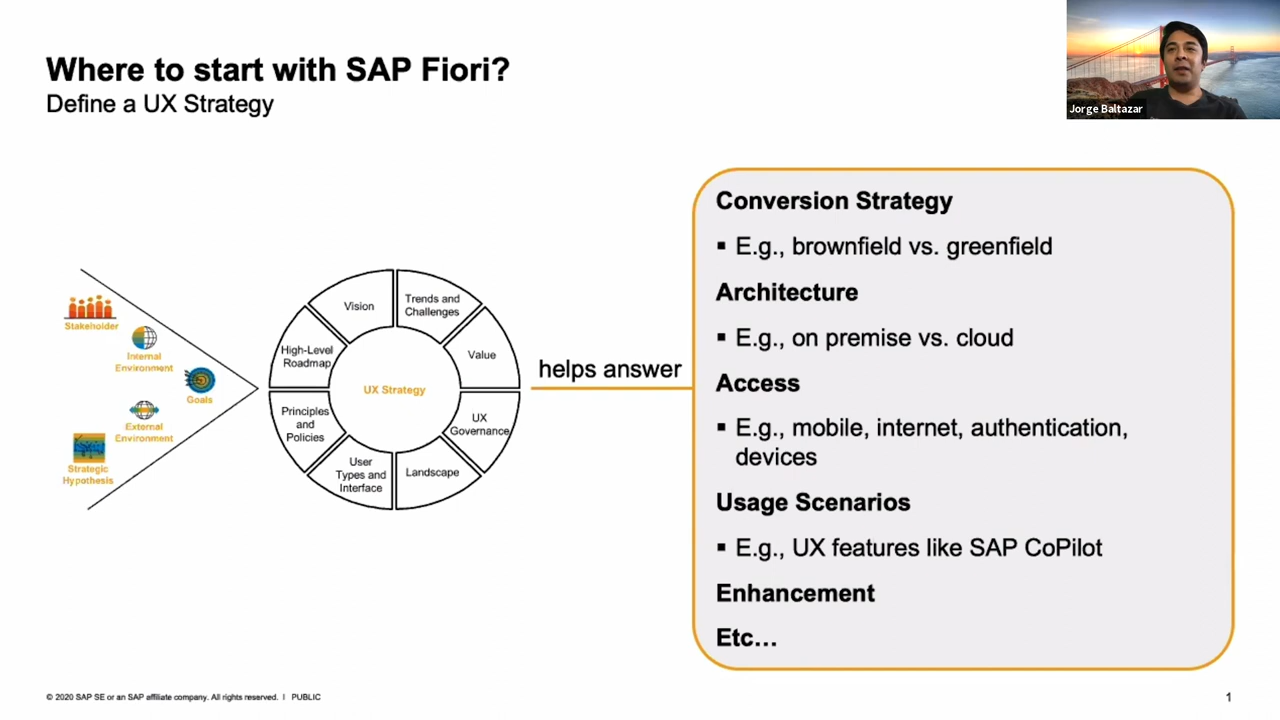 Where to start with SAP Fiori?
Define a UX Strategy
Jorge Baltazar
Stakeholder
Internal
Environment
Goals
External
Environment
Strategic
Hypothesis
Vision
Trends and
Challenges
High-Level
Roadmap
Value
UX Strategy
Principles
and
Policies
UX
Governance
User
Types and
Interface
Landscape
helps answer
Conversion Strategy
▪ E.g., brownfield vs. greenfield
Architecture
▪ E.g., on premise vs. cloud
Access
▪ E.g., mobile, internet, authentication,
devices
Usage Scenarios
▪ E.g., UX features like SAP CoPilot
Enhancement
Etc...
© 2020 SAP SE or an SAP affiliate company. All rights reserved. I PUBLIC
1